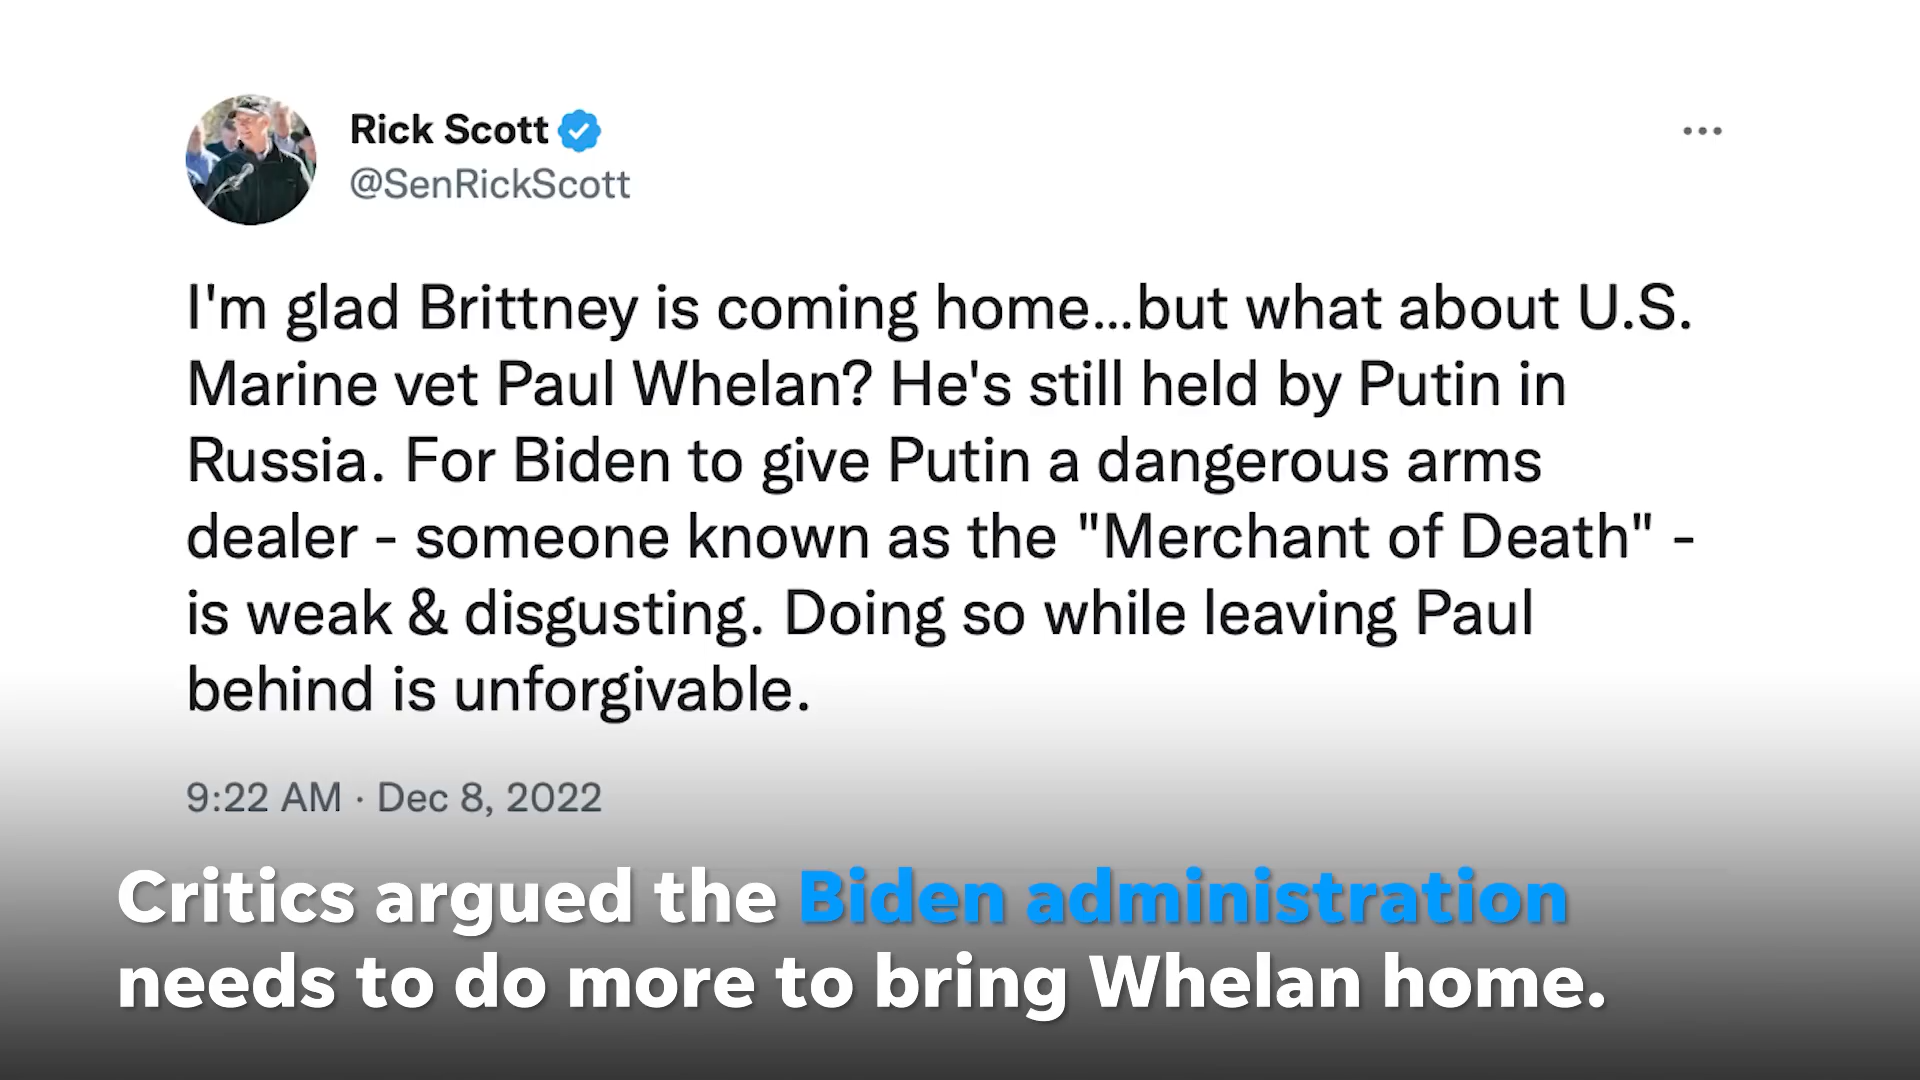 Rick Scott
@SenRickScott
I'm glad Brittney is coming home...but what about U.S.
Marine vet Paul Whelan? He's still held by Putin in
Russia. For Biden to give Putin a dangerous arms
dealer - someone known as the "Merchant of Death" -
is weak & disgusting. Doing so while leaving Paul
behind is unforgivable.
9:22 AM · Dec 8, 2022
Critics argued the Biden administration
needs to do more to bring Whelan home.